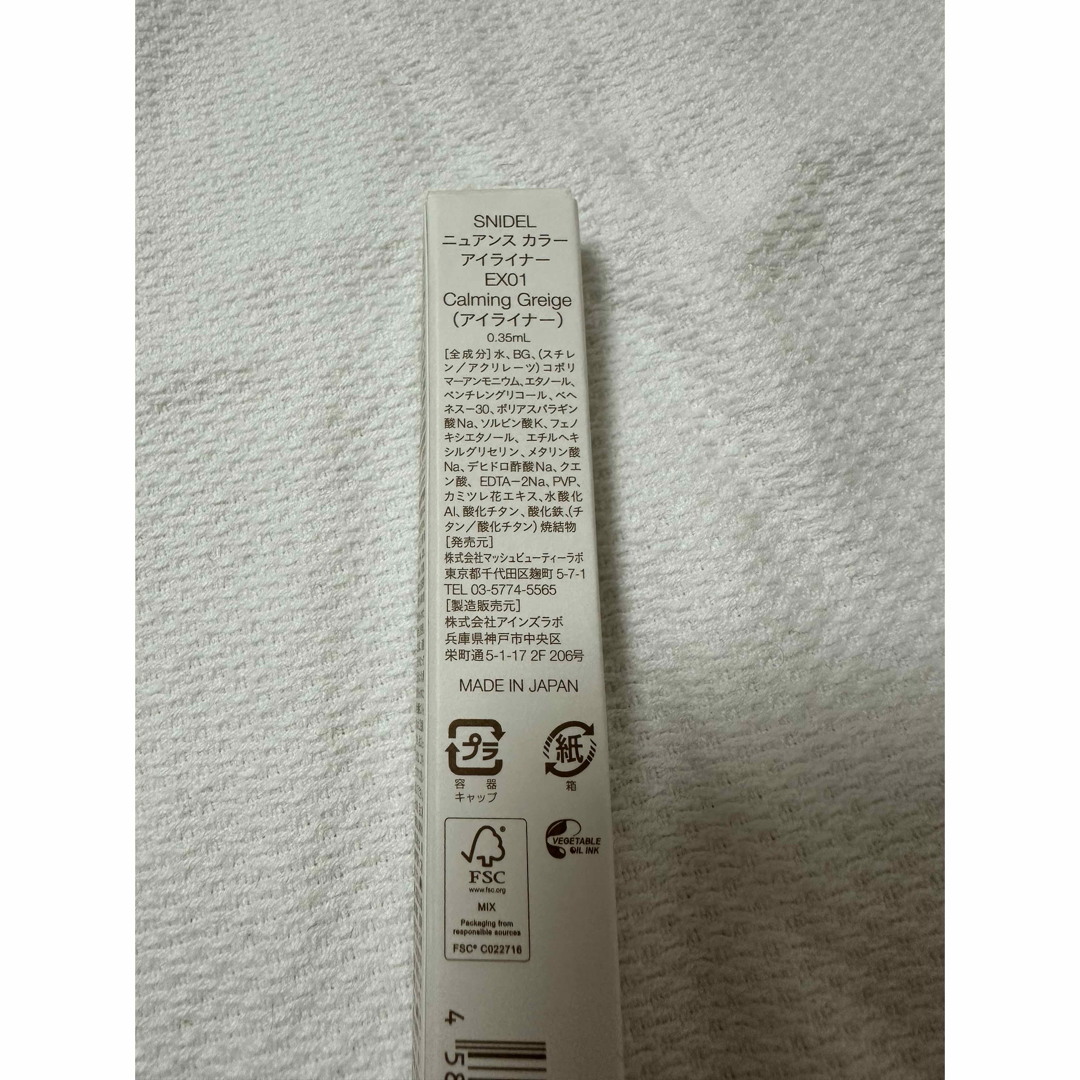 SNIDEL
ニュアンス カラー
アイライナー
EX01
Calming Greige
（アイライナー）
0.35mL
[全成分]水、BG、(スチレ
ン／アクリレーツ)コポリ
マーアンモニウム、エタノール、
ペンチレングリコール、ベヘ
ネス－30、ポリアスパラギン
酸Na、ソルビン酸K、フェノ
キシエタノール、エチルヘキ
シルグリセリン、メタリン酸
Na、デヒドロ酢酸Na、クエ
ン酸、EDTA－2Na、PVP、
カミツレ花エキス、水酸化
Al、酸化チタン、酸化鉄、(チ
タン／酸化チタン)焼結物
[発売元]
株式会社マッシュビューティーラボ
東京都千代田区麹町 5-7-1
TEL 03-5774-5565
[製造販売元]
株式会社アインズラボ
兵庫県神戸市中央区
栄町通5-1-17 2F 206号
MADE IN JAPAN
プラ
容器
キャップ
紙
箱
FSC®
www.fsc.org
MIX
Packaging from
responsible sources
FSC® C022716
VEGETABLE
OIL INK
4 58